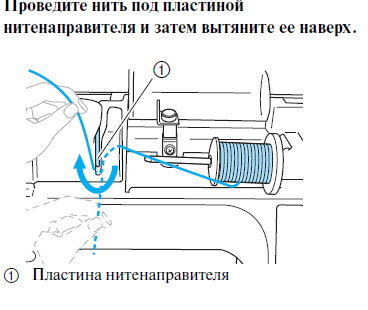 Проведите нить под пластиной
нитенаправителя и затем вытяните ее наверх.
①
① Пластина нитенаправителя